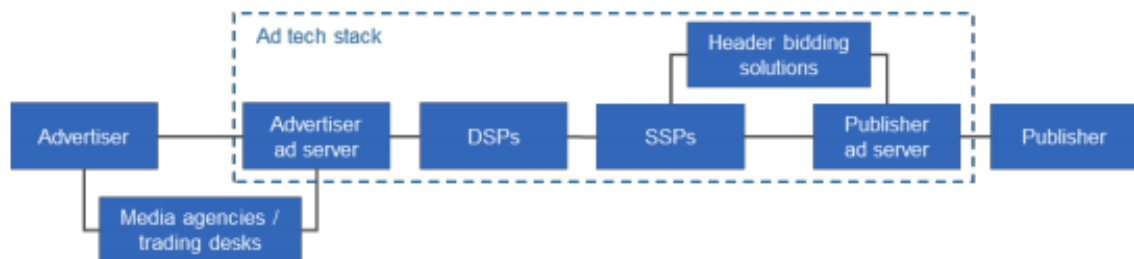 Ad tech stack
Header bidding
solutions
Advertiser
Advertiser
ad server
DSPs
SSPs
Publisher
ad server
Publisher
Media agencies /
trading desks